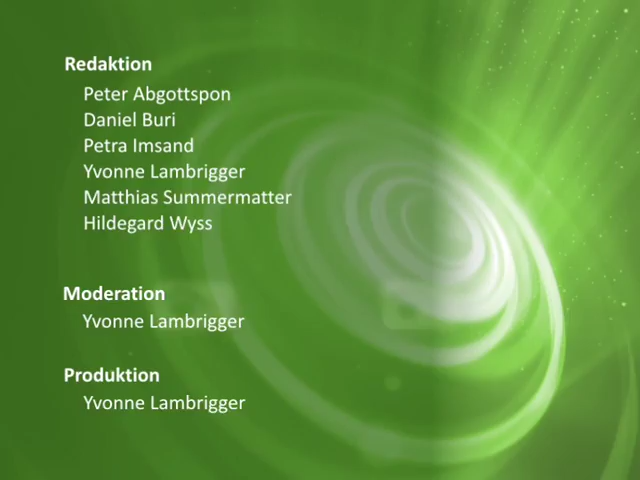 Redaktion
Peter Abgottspon
Daniel Buri
Petra Imsand
Yvonne Lambrigger
Matthias Summermatter
Hildegard Wyss
Moderation
Yvonne Lambrigger
Produktion
Yvonne Lambrigger